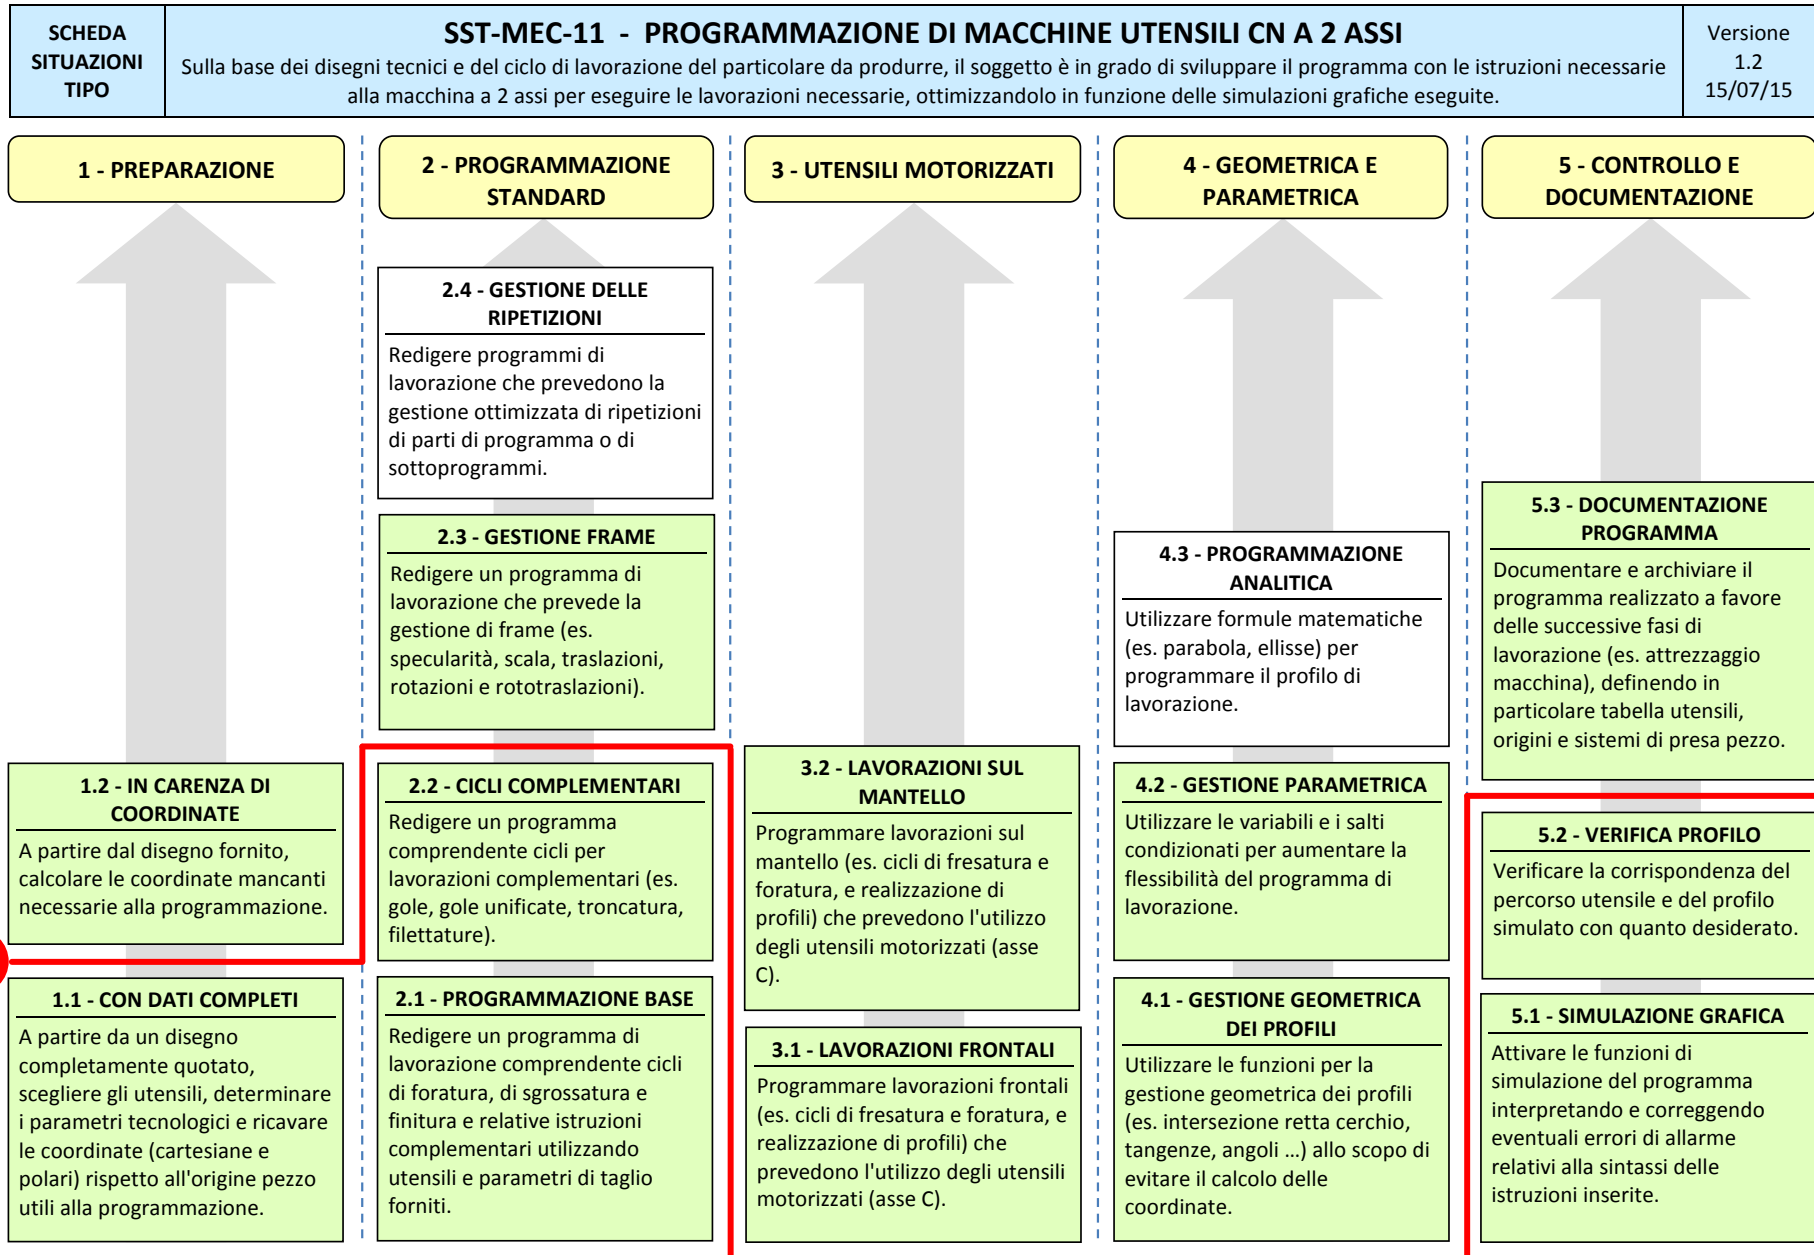 SCHEDA
SITUAZIONI
TIPO
SST-MEC-11 - PROGRAMMAZIONE DI MACCHINE UTENSILI CN A 2 ASSI
Sulla base dei disegni tecnici e del ciclo di lavorazione del particolare da produrre, il soggetto è in grado di sviluppare il programma con le istruzioni necessarie
alla macchina a 2 assi per eseguire le lavorazioni necessarie, ottimizzandolo in funzione delle simulazioni grafiche eseguite.
Versione
1.2
15/07/15
1 - PREPARAZIONE
1.2 - IN CARENZA DI
COORDINATE
A partire dal disegno fornito,
calcolare le coordinate mancanti
necessarie alla programmazione.
1.1 - CON DATI COMPLETI
A partire da un disegno
completamente quotato,
scegliere gli utensili, determinare
i parametri tecnologici e ricavare
le coordinate (cartesiane e
polari) rispetto all'origine pezzo
utili alla programmazione.
2 - PROGRAMMAZIONE
STANDARD
2.4 - GESTIONE DELLE
RIPETIZIONI
Redigere programmi di
lavorazione che prevedono la
gestione ottimizzata di ripetizioni
di parti di programma o di
sottoprogrammi.
2.3 - GESTIONE FRAME
Redigere un programma di
lavorazione che prevede la
gestione di frame (es.
specularità, scala, traslazioni,
rotazioni e rototraslazioni).
2.2 - CICLI COMPLEMENTARI
Redigere un programma
comprendente cicli per
lavorazioni complementari (es.
gole, gole unificate, troncatura,
filettature).
2.1 - PROGRAMMAZIONE BASE
Redigere un programma di
lavorazione comprendente cicli
di foratura, di sgrossatura e
finitura e relative istruzioni
complementari utilizzando
utensili e parametri di taglio
forniti.
3 - UTENSILI MOTORIZZATI
3.2 - LAVORAZIONI SUL
MANTELLO
Programmare lavorazioni sul
mantello (es. cicli di fresatura e
foratura, e realizzazione di
profili) che prevedono l'utilizzo
degli utensili motorizzati (asse
C).
3.1 - LAVORAZIONI FRONTALI
Programmare lavorazioni frontali
(es. cicli di fresatura e foratura, e
realizzazione di profili) che
prevedono l'utilizzo degli utensili
motorizzati (asse C).
4 - GEOMETRICA E
PARAMETRICA
4.3 - PROGRAMMAZIONE
ANALITICA
Utilizzare formule matematiche
(es. parabola, ellisse) per
programmare il profilo di
lavorazione.
4.2 - GESTIONE PARAMETRICA
Utilizzare le variabili e i salti
condizionati per aumentare la
flessibilità del programma di
lavorazione.
4.1 - GESTIONE GEOMETRICA
DEI PROFILI
Utilizzare le funzioni per la
gestione geometrica dei profili
(es. intersezione retta cerchio,
tangenze, angoli ...) allo scopo di
evitare il calcolo delle
coordinate.
5 - CONTROLLO E
DOCUMENTAZIONE
5.3 - DOCUMENTAZIONE
PROGRAMMA
Documentare e archiviare il
programma realizzato a favore
delle successive fasi di
lavorazione (es. attrezzaggio
macchina), definendo in
particolare tabella utensili,
origini e sistemi di presa pezzo.
5.2 - VERIFICA PROFILO
Verificare la corrispondenza del
percorso utensile e del profilo
simulato con quanto desiderato.
5.1 - SIMULAZIONE GRAFICA
Attivare le funzioni di
simulazione del programma
interpretando e correggendo
eventuali errori di allarme
relativi alla sintassi delle
istruzioni inserite.